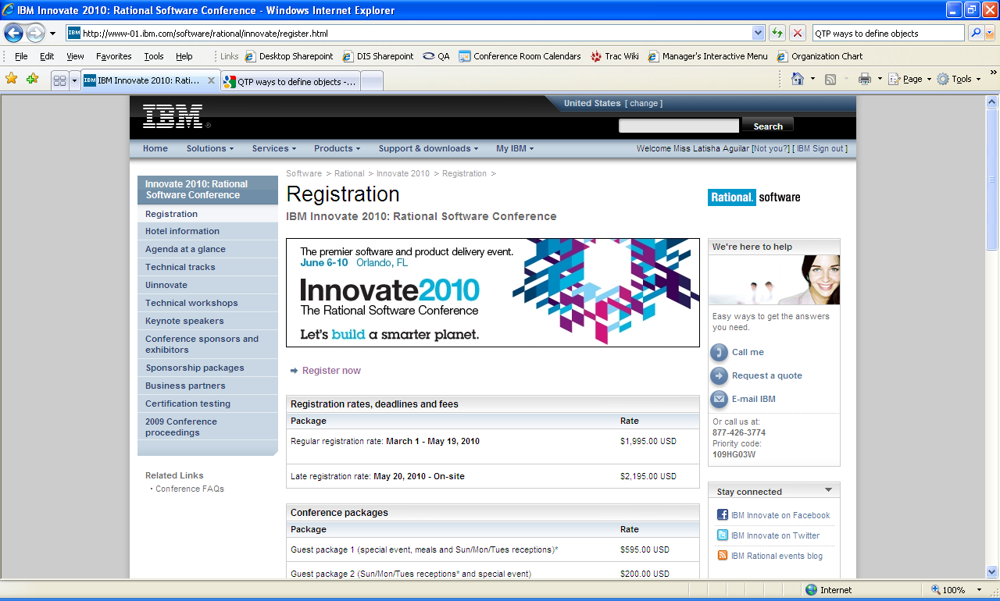 IBM Innovate 2010: Rational Software Conference - Windows Internet Explorer
http://www-01.ibm.com/software/rational/innovate/register.html
QTP ways to define objects
File Edit View Favorites Tools Help
Links Desktop Sharepoint DIS Sharepoint QA Conference Room Calendars Trac Wiki Manager's Interactive Menu Organization Chart
IBM Innovate 2010: Rati...
QTP ways to define objects -...
Page Tools
United States [ change ]
IBM®
Search
Home Solutions Services Products Support & downloads My IBM
Welcome Miss Latisha Aguilar [Not you?] [ IBM Sign out ]
Innovate 2010: Rational
Software Conference
Registration
Hotel information
Agenda at a glance
Technical tracks
Uinnovate
Technical workshops
Keynote speakers
Conference sponsors and
exhibitors
Sponsorship packages
Business partners
Certification testing
2009 Conference
proceedings
Related Links
• Conference FAQs
Software > Rational > Innovate 2010 > Registration >
Registration
IBM Innovate 2010: Rational Software Conference
The premier software and product delivery event.
June 6-10 Orlando, FL
Innovate2010
The Rational Software Conference
Let's build a smarter planet.
Register now
Registration rates, deadlines and fees
Package Rate
Regular registration rate: March 1 - May 19, 2010 $1,995.00 USD
Late registration rate: May 20, 2010 - On-site $2,195.00 USD
Conference packages
Package Rate
Guest package 1 (special event, meals and Sun/Mon/Tues receptions)* $595.00 USD
Guest package 2 (Sun/Mon/Tues receptions* and special event) $200.00 USD
Rational. software
We're here to help
Easy ways to get the answers
you need.
Call me
Request a quote
E-mail IBM
Or call us at:
877-426-3774
Priority code:
109HG03W
Stay connected
IBM Innovate on Facebook
IBM Innovate on Twitter
IBM Rational events blog
Internet
100%